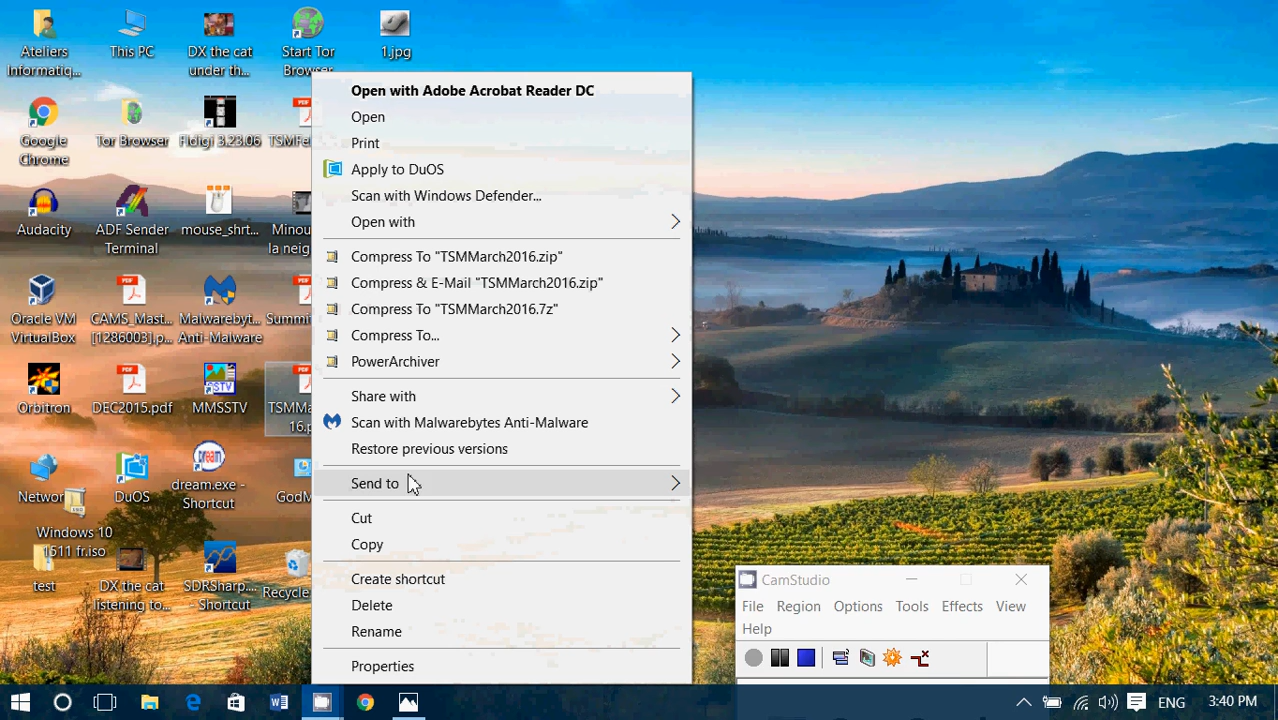 Ateliers
Informatiq...
This PC
DX the cat
under th...
Start Tor
Browser
1.jpg
Google
Chrome
Tor Browser
Fldigi 3.23.06
Audacity
ADF Sender
Terminal
mouse_shrt...
Oracle VM
VirtualBox
CAMS_Mast...
[1286003].p...
Malwarebyt...
Anti-Malware
Orbitron
DEC2015.pdf
MMSSTV
DuOS
dream.exe -
Shortcut
Windows 10
1511 fr.iso
test
DX the cat
listening to...
SDRSharp....
- Shortcut
Recycle
Open with Adobe Acrobat Reader DC
Open
Print
Apply to DuOS
Scan with Windows Defender...
Open with
Compress To "TSMMarch2016.zip"
Compress & E-Mail "TSMMarch2016.zip"
Compress To "TSMMarch2016.7z"
Compress To...
PowerArchiver
Share with
Scan with Malwarebytes Anti-Malware
Restore previous versions
Send to
Cut
Copy
Create shortcut
Delete
Rename
Properties
CamStudio
File Region Options Tools Effects View
Help
ENG
3:40 PM